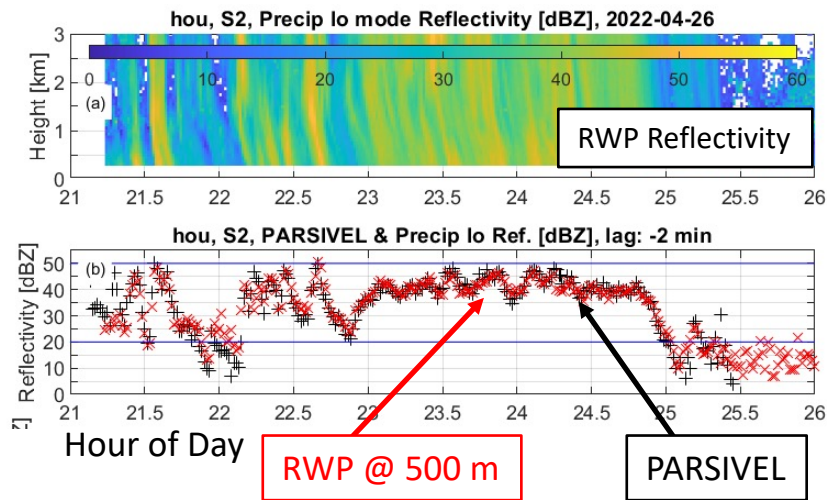 hou, S2, Precip lo mode Reflectivity [dBZ], 2022-04-26
Height [km]
3
2
1
0
0 10 20 30 40 50 60
(a)
RWP Reflectivity
21 21.5 22 22.5 23 23.5 24 24.5 25 25.5 26
hou, S2, PARSIVEL & Precip lo Ref. [dBZ], lag: -2 min
Reflectivity [dBZ]
50
40
30
20
10
0
(b)
21 21.5 22 22.5 23 23.5 24 24.5 25 25.5 26
Hour of Day
RWP @ 500 m
PARSIVEL